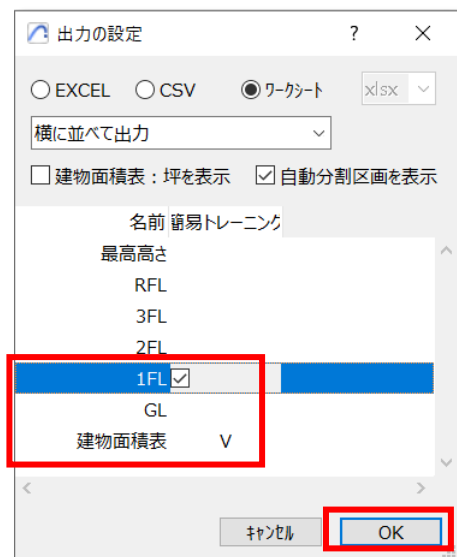 出力の設定 ?
EXCEL CSV ワークシート xlsx
横に並べて出力
建物面積表：坪を表示 自動分割区画を表示
名前 簡易トレーニング
最高高さ
RFL
3FL
2FL
1FL
GL
建物面積表 V
キャンセル OK